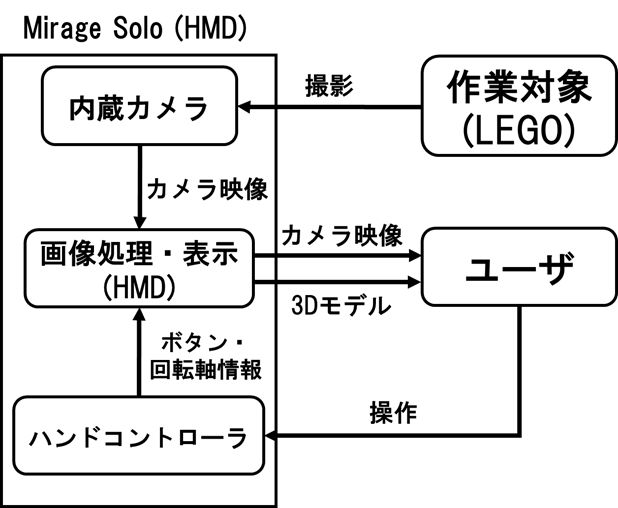 Mirage Solo (HMD)
内蔵カメラ
撮影
作業対象
(LEGO)
カメラ映像
画像処理・表示
(HMD)
カメラ映像
3Dモデル
ユーザ
ボタン・
回転軸情報
ハンドコントローラ
操作